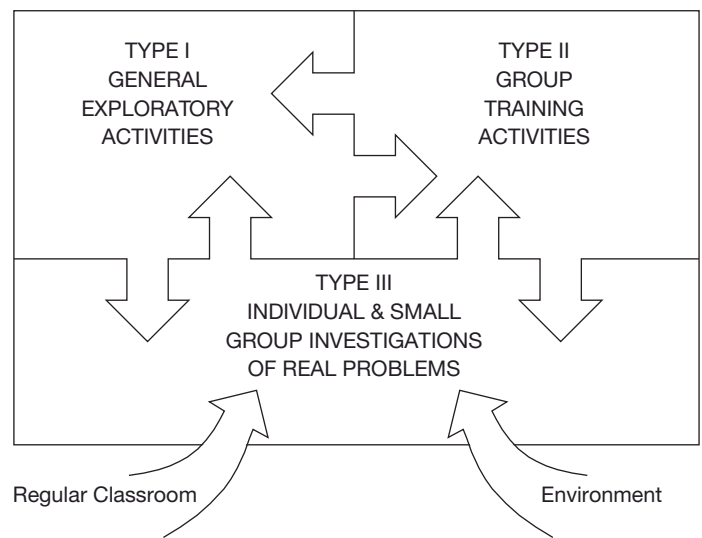 TYPE I
GENERAL
EXPLORATORY
ACTIVITIES
TYPE II
GROUP
TRAINING
ACTIVITIES
TYPE III
INDIVIDUAL & SMALL
GROUP INVESTIGATIONS
OF REAL PROBLEMS
Regular Classroom
Environment